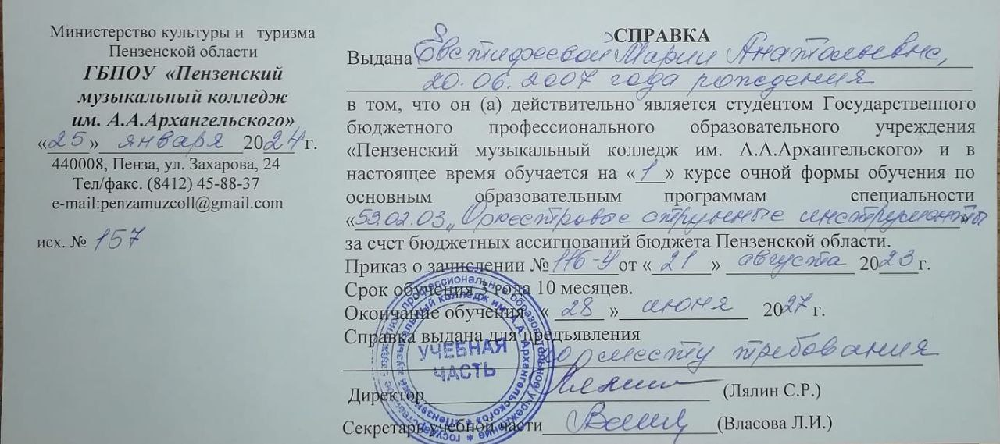 Министерство культуры и туризма
Пензенской области
ГБПОУ «Пензенский
музыкальный колледж
им. А.А.Архангельского»
«25» января 2024 г.
440008, Пенза, ул. Захарова, 24
Тел/факс. (8412) 45-88-37
e-mail:penzamuzcoll@gmail.com
исх. № 157
СПРАВКА
Выдана Евстифеевой Марии Анатольевне,
20.06.2007 года рождения
в том, что он (а) действительно является студентом Государственного
бюджетного профессионального образовательного учреждения
«Пензенский музыкальный колледж им. А.А.Архангельского» и в
настоящее время обучается на «1» курсе очной формы обучения по
основным образовательным программам специальности
«53.02.03 „Оркестровые струнные инструменты»
за счет бюджетных ассигнований бюджета Пензенской области.
Приказ о зачислении № 116-У от «21» августа 2023 г.
Срок обучения 3 года 10 месяцев.
Окончание обучения « 28 » июня 2027 г.
Справка выдана для предъявления
по месту требования
Директор (Лялин С.Р.)
Секретарь учебной части (Власова Л.И.)
УЧЕБНАЯ
ЧАСТЬ